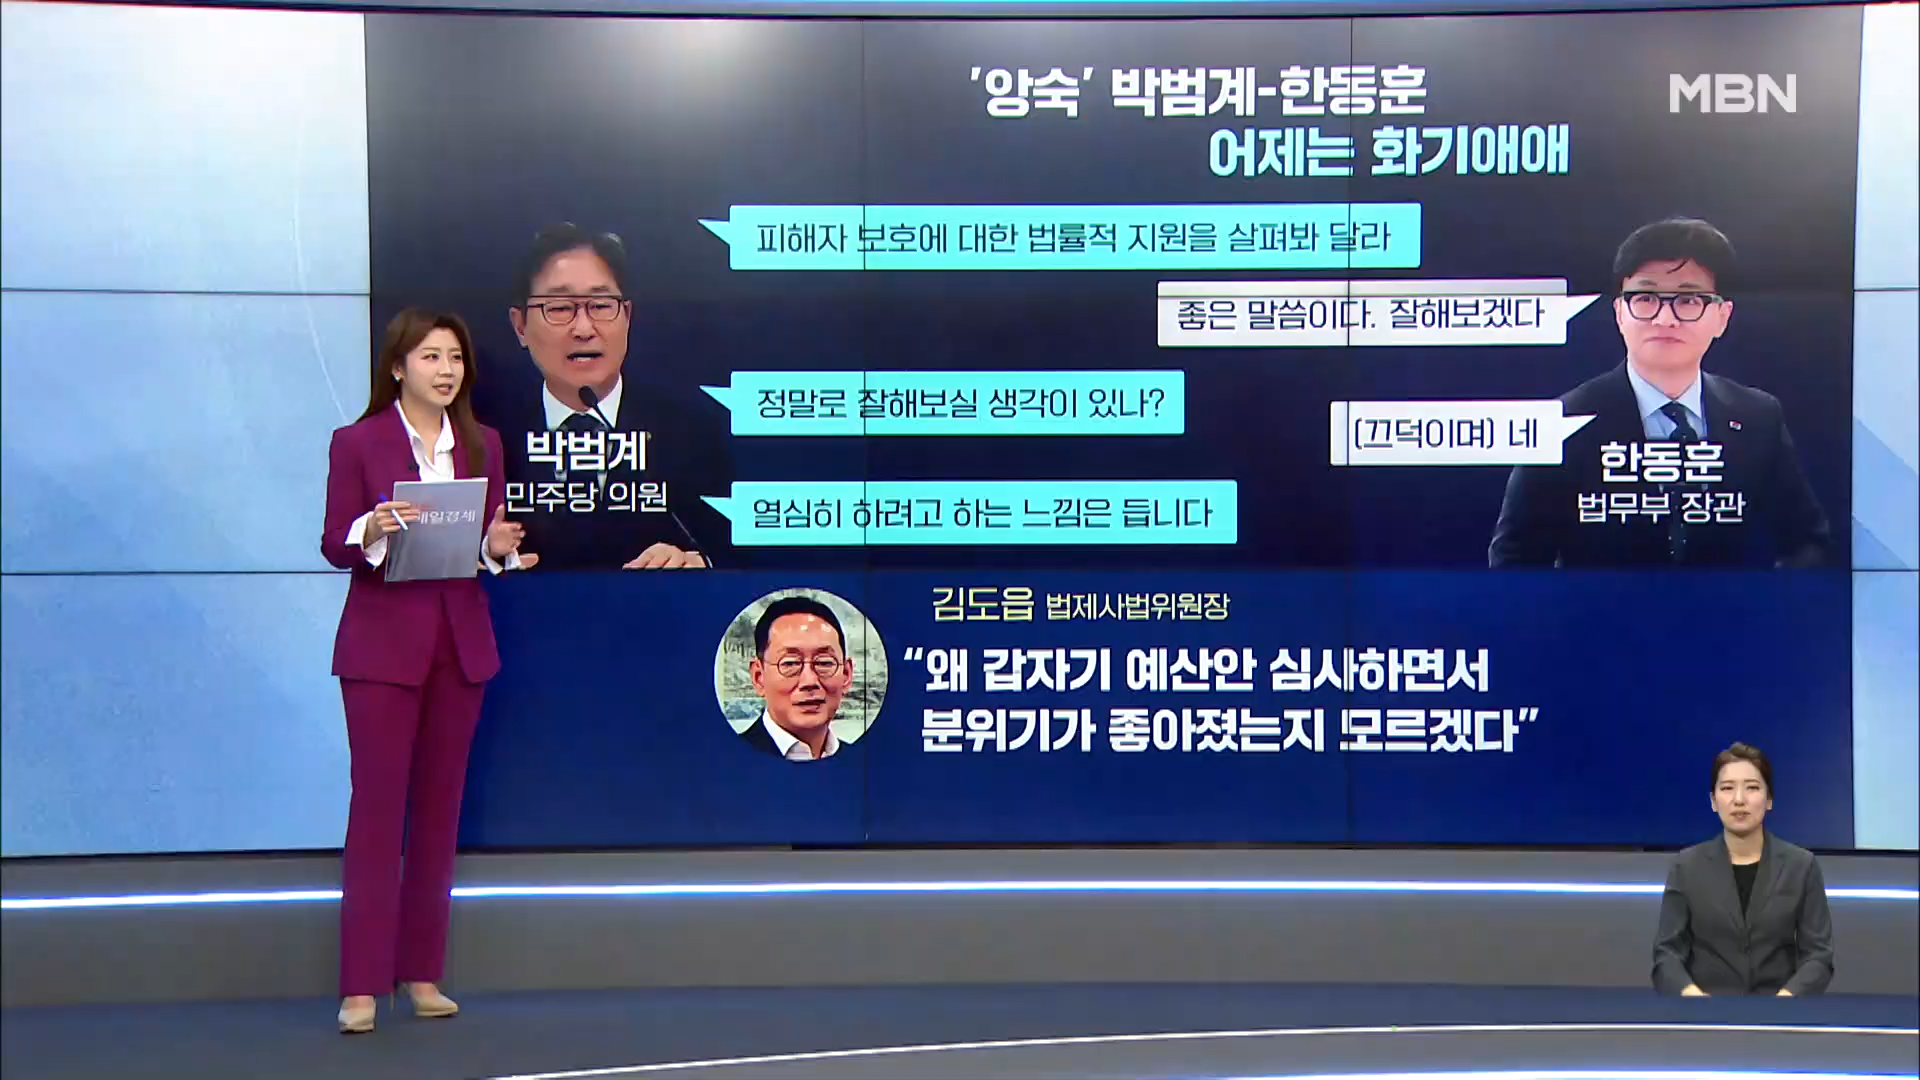 '앙숙' 박범계-한동훈
어제는 화기애애
MBN
피해자 보호에 대한 법률적 지원을 살펴봐 달라
좋은 말씀이다. 잘해보겠다
정말로 잘해보실 생각이 있나?
(끄덕이며) 네
박범계
민주당 의원
한동훈
법무부 장관
열심히 하려고 하는 느낌은 듭니다
매일경제
김도읍 법제사법위원장
“왜 갑자기 예산안 심사하면서
분위기가 좋아졌는지 모르겠다”